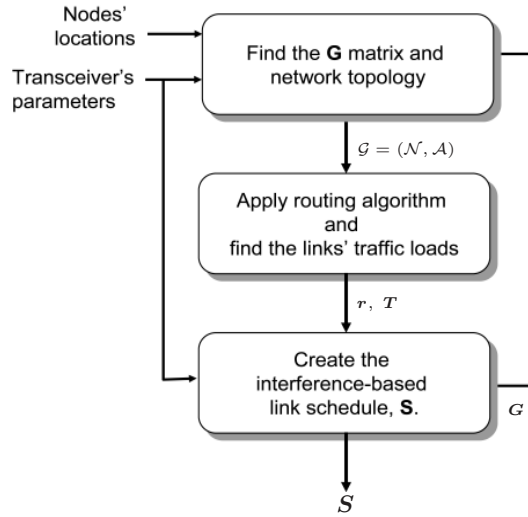 Nodes'
locations
Transceiver's
parameters
Find the G matrix and
network topology
𝒢 = (𝒩, 𝒜)
Apply routing algorithm
and
find the links' traffic loads
r, T
Create the
interference-based
link schedule, S.
G
S